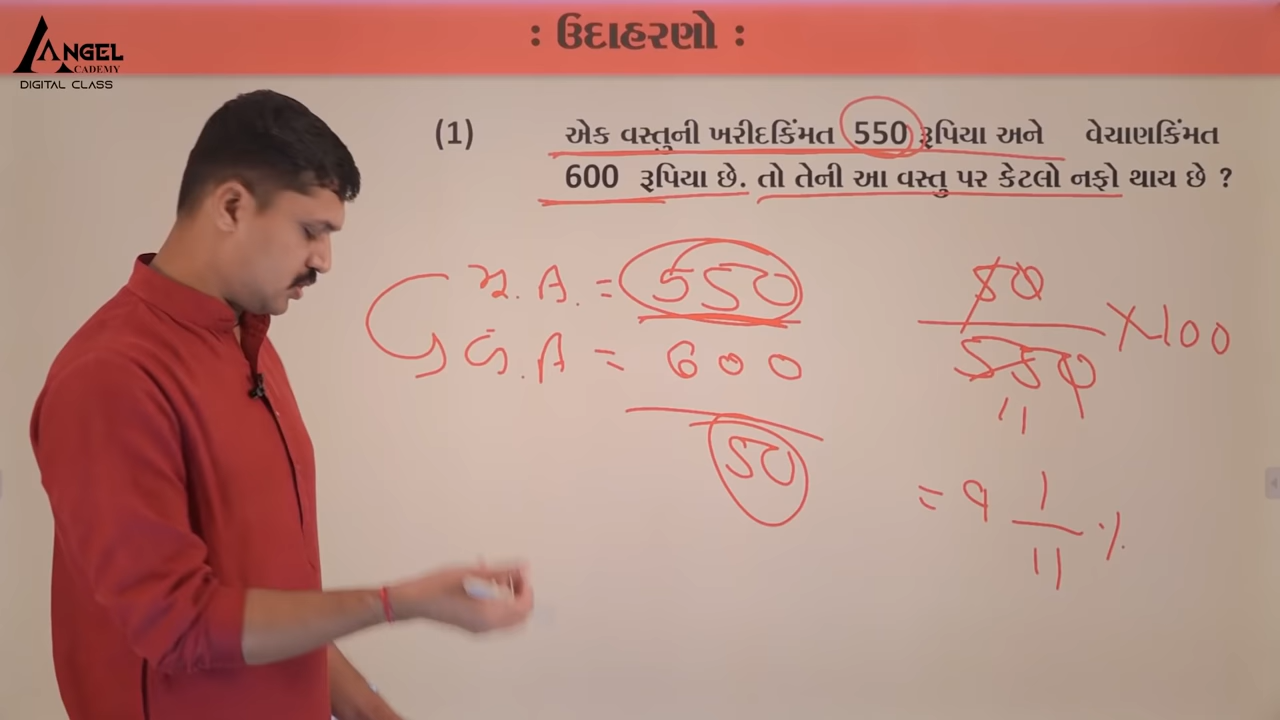 : ઉદાહરણો :
ANGEL
ACADEMY
DIGITAL CLASS
(1) એક વસ્તુની ખરીદકિંમત 550 રૂપિયા અને વેચાણકિંમત
600 રૂપિયા છે. તો તેની આ વસ્તુ પર કેટલો નફો થાય છે ?
= 550
= 600
50
50
550
× 100
11
= 9 1/11 %